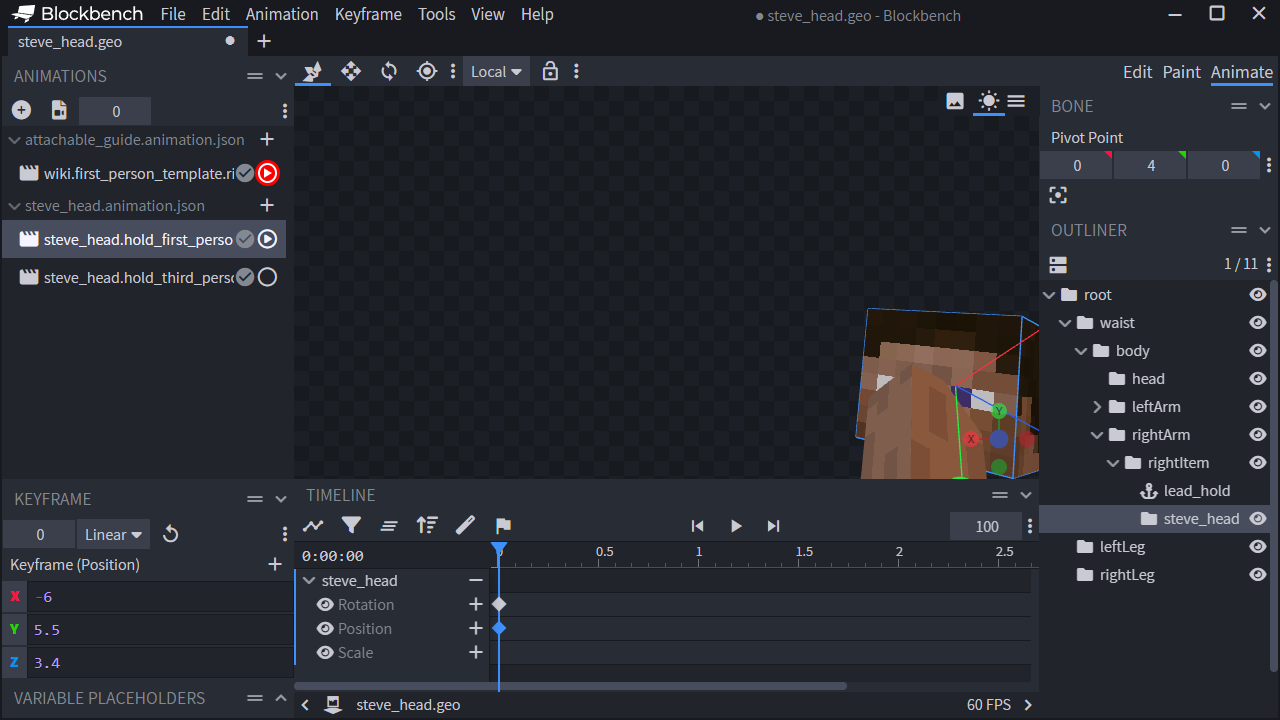 Blockbench File Edit Animation Keyframe Tools View Help ● steve_head.geo - Blockbench
steve_head.geo
ANIMATIONS
0
attachable_guide.animation.json
wiki.first_person_template.ri
steve_head.animation.json
steve_head.hold_first_perso
steve_head.hold_third_pers
Local
Edit Paint Animate
Y
X
BONE
Pivot Point
0 4 0
OUTLINER
1 / 11
root
waist
body
head
leftArm
rightArm
rightItem
lead_hold
steve_head
leftLeg
rightLeg
KEYFRAME
0 Linear
Keyframe (Position)
X -6
Y 5.5
Z 3.4
VARIABLE PLACEHOLDERS
TIMELINE
100
0:00:00 0 0.5 1 1.5 2 2.5
steve_head
Rotation
Position
Scale
steve_head.geo 60 FPS